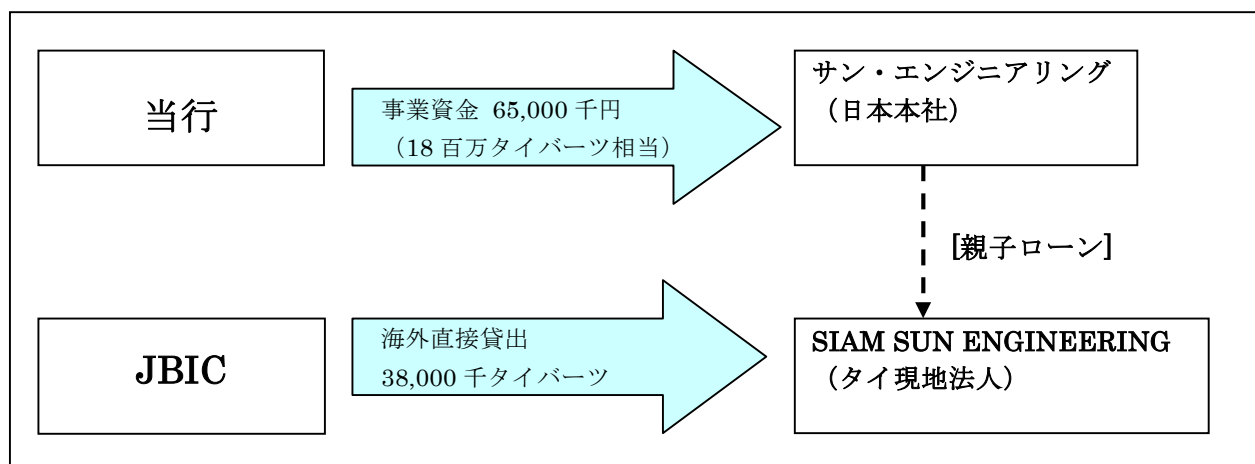 当行
事業資金 65,000 千円
（18 百万タイバーツ相当）
サン・エンジニアリング
（日本本社）
[親子ローン]
JBIC
海外直接貸出
38,000 千タイバーツ
SIAM SUN ENGINEERING
（タイ現地法人）